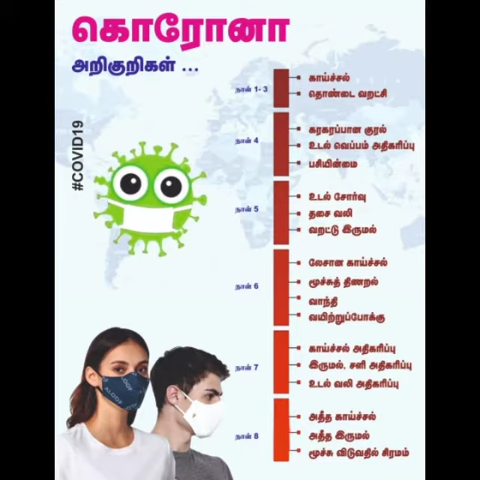 கொரோனா
அறிகுறிகள் ...
#COVID19
நாள் 1- 3
காய்ச்சல்
தொண்டை வறட்சி
நாள் 4
கரகரப்பான குரல்
உடல் வெப்பம் அதிகரிப்பு
பசியின்மை
நாள் 5
உடல் சோர்வு
தசை வலி
வறட்டு இருமல்
நாள் 6
லேசான காய்ச்சல்
மூச்சுத் திணறல்
வாந்தி
வயிற்றுப்போக்கு
நாள் 7
காய்ச்சல் அதிகரிப்பு
இருமல், சளி அதிகரிப்பு
உடல் வலி அதிகரிப்பு
நாள் 8
அதீத காய்ச்சல்
அதீத இருமல்
மூச்சு விடுவதில் சிரமம்